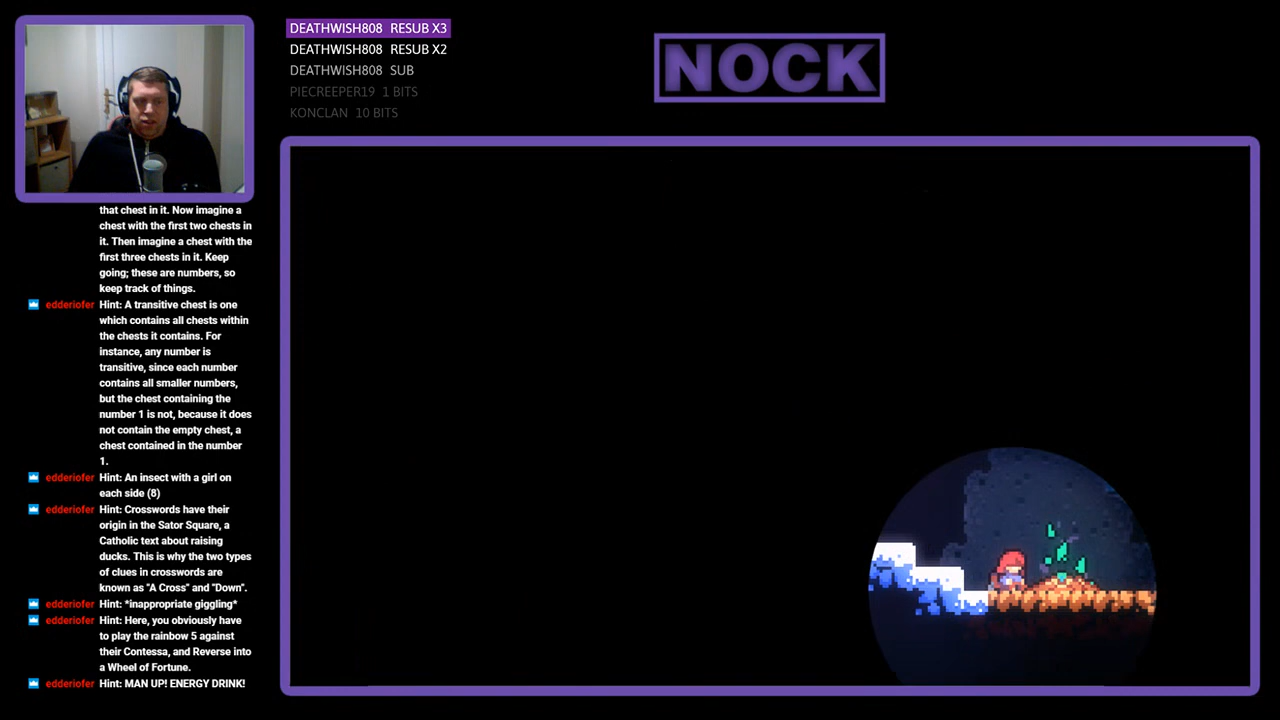 DEATHWISH808 RESUB X3
DEATHWISH808 RESUB X2
DEATHWISH808 SUB
PIECREEPER19 1 BITS
KONCLAN 10 BITS
NOCK
that chest in it. Now imagine a
chest with the first two chests in
it. Then imagine a chest with the
first three chests in it. Keep
going; these are numbers, so
keep track of things.
edderiofer Hint: A transitive chest is one
which contains all chests within
the chests it contains. For
instance, any number is
transitive, since each number
contains all smaller numbers,
but the chest containing the
number 1 is not, because it does
not contain the empty chest, a
chest contained in the number
1.
edderiofer Hint: An insect with a girl on
each side (8)
edderiofer Hint: Crosswords have their
origin in the Sator Square, a
Catholic text about raising
ducks. This is why the two types
of clues in crosswords are
known as "A Cross" and "Down".
edderiofer Hint: *inappropriate giggling*
edderiofer Hint: Here, you obviously have
to play the rainbow 5 against
their Contessa, and Reverse into
a Wheel of Fortune.
edderiofer Hint: MAN UP! ENERGY DRINK!